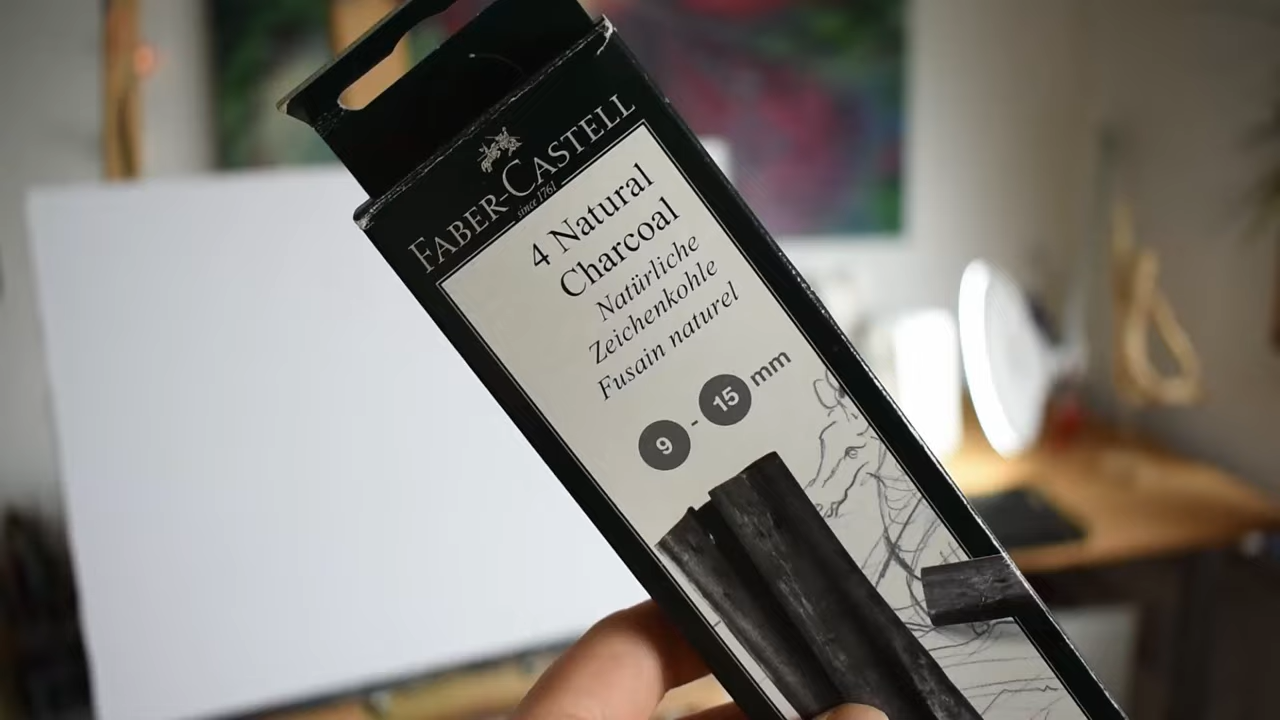 FABER-CASTELL
since 1761
4 Natural
Charcoal
Natürliche
Zeichenkohle
Fusain naturel
9 - 15 mm